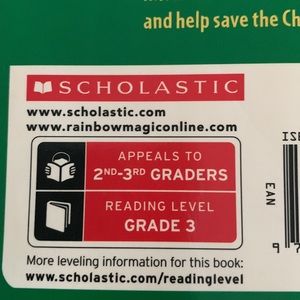 and help save the Ch
SCHOLASTIC
www.scholastic.com
www.rainbowmagiconline.com
APPEALS TO
2ND-3RD GRADERS
READING LEVEL
GRADE 3
More leveling information for this book:
www.scholastic.com/readinglevel
EAN
9